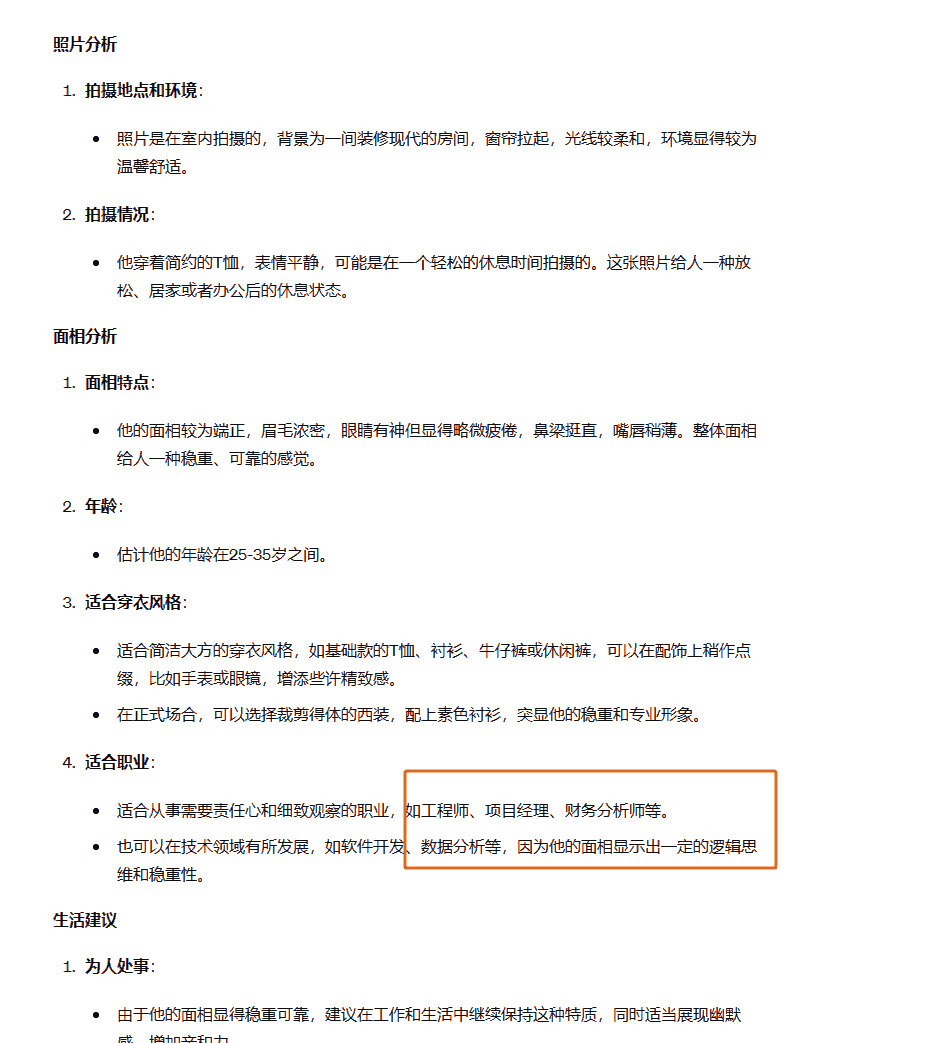 照片分析
1. 拍摄地点和环境：
• 照片是在室内拍摄的，背景为一间装修现代的房间，窗帘拉起，光线较柔和，环境显得较为
温馨舒适。
2. 拍摄情况：
• 他穿着简约的T恤，表情平静，可能是在一个轻松的休息时间拍摄的。这张照片给人一种放
松、居家或者办公后的休息状态。
面相分析
1. 面相特点：
• 他的面相较为端正，眉毛浓密，眼睛有神但显得略微疲倦，鼻梁挺直，嘴唇稍薄。整体面相
给人一种稳重、可靠的感觉。
2. 年龄：
• 估计他的年龄在25-35岁之间。
3. 适合穿衣风格：
• 适合简洁大方的穿衣风格，如基础款的T恤、衬衫、牛仔裤或休闲裤，可以在配饰上稍作点
缀，比如手表或眼镜，增添些许精致感。
• 在正式场合，可以选择裁剪得体的西装，配上素色衬衫，突显他的稳重和专业形象。
4. 适合职业：
• 适合从事需要责任心和细致观察的职业，如工程师、项目经理、财务分析师等。
• 也可以在技术领域有所发展，如软件开发、数据分析等，因为他的面相显示出一定的逻辑思
维和稳重性。
生活建议
1. 为人处事：
• 由于他的面相显得稳重可靠，建议在工作和生活中继续保持这种特质，同时适当展现幽默
感，增加亲和力